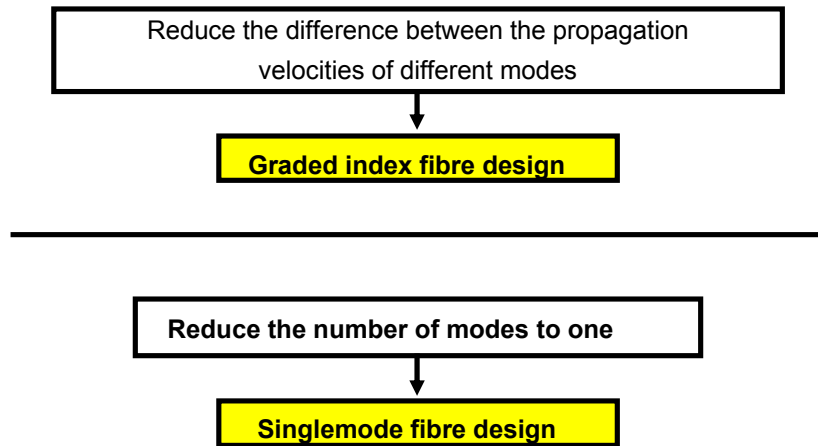 Reduce the difference between the propagation
velocities of different modes
Graded index fibre design
Reduce the number of modes to one
Singlemode fibre design